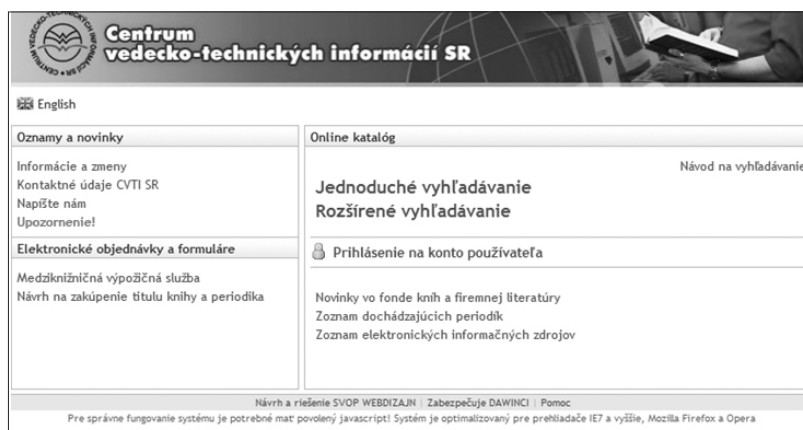 Centrum
vedecko-technických informácií SR
English
Oznamy a novinky
Informácie a zmeny
Kontaktné údaje CVTI SR
Napíšte nám
Upozornenie!
Elektronické objednávky a formuláre
Medziknižničná výpožičná služba
Návrh na zakúpenie titulu knihy a periodika
Online katalóg
Návod na vyhľadávanie
Jednoduché vyhľadávanie
Rozšírené vyhľadávanie
Prihlásenie na konto používateľa
Novinky vo fonde kníh a firemnej literatúry
Zoznam dochádzajúcich periodík
Zoznam elektronických informačných zdrojov
Návrh a riešenie SVOP WEBDIZAJN | Zabezpečuje DAWINCI | Pomoc
Pre správne fungovanie systému je potrebné mať povolený javascript! Systém je optimalizovaný pre prehliadače IE7 a vyššie, Mozilla Firefox a Opera